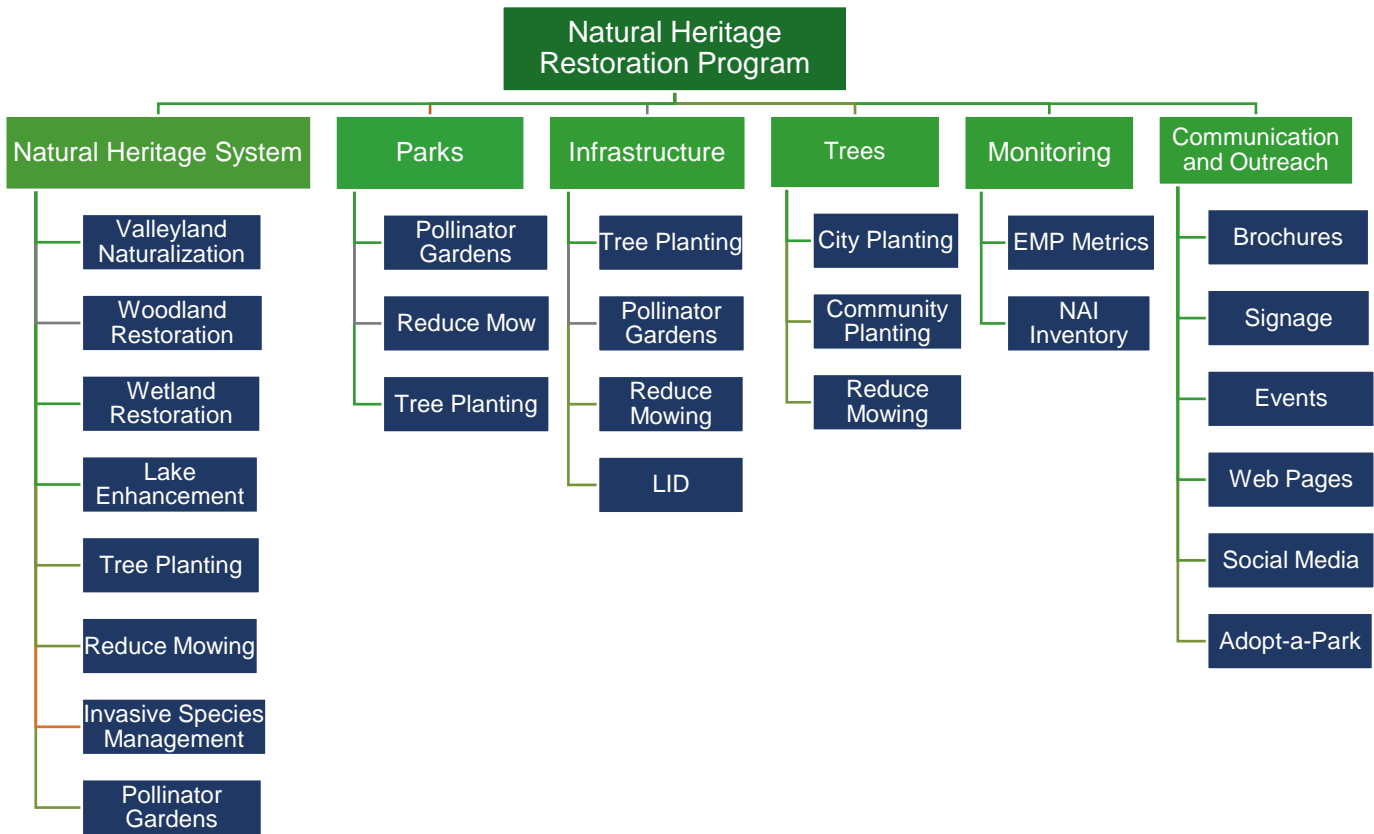 Natural Heritage
Restoration Program
Natural Heritage System
Parks
Infrastructure
Trees
Monitoring
Communication
and Outreach
Valleyland
Naturalization
Woodland
Restoration
Wetland
Restoration
Lake
Enhancement
Tree Planting
Reduce Mowing
Invasive Species
Management
Pollinator
Gardens
Pollinator
Gardens
Reduce Mow
Tree Planting
Tree Planting
Pollinator
Gardens
Reduce
Mowing
LID
City Planting
Community
Planting
Reduce
Mowing
EMP Metrics
NAI
Inventory
Brochures
Signage
Events
Web Pages
Social Media
Adopt-a-Park